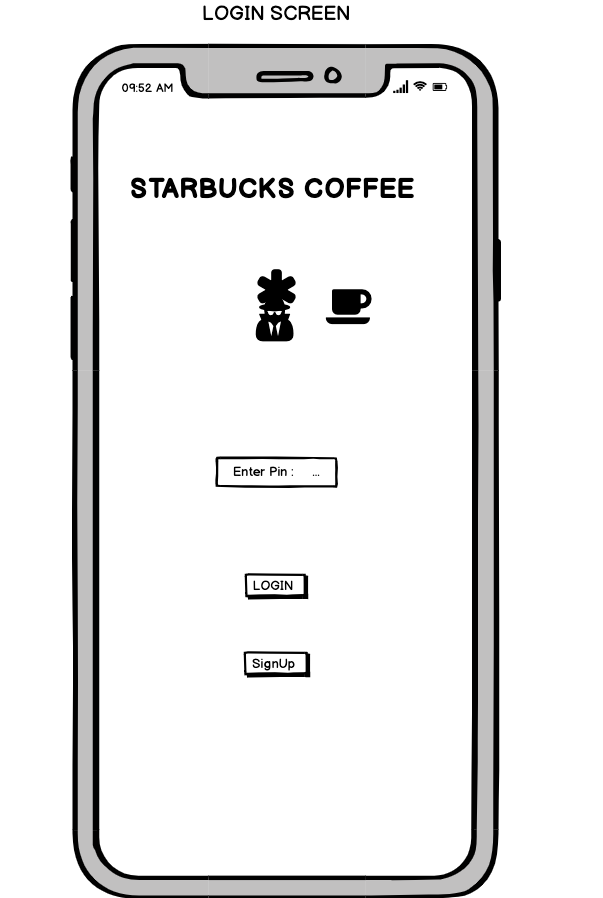 LOGIN SCREEN
09:52 AM
STARBUCKS COFFEE
Enter Pin : ...
LOGIN
SignUp